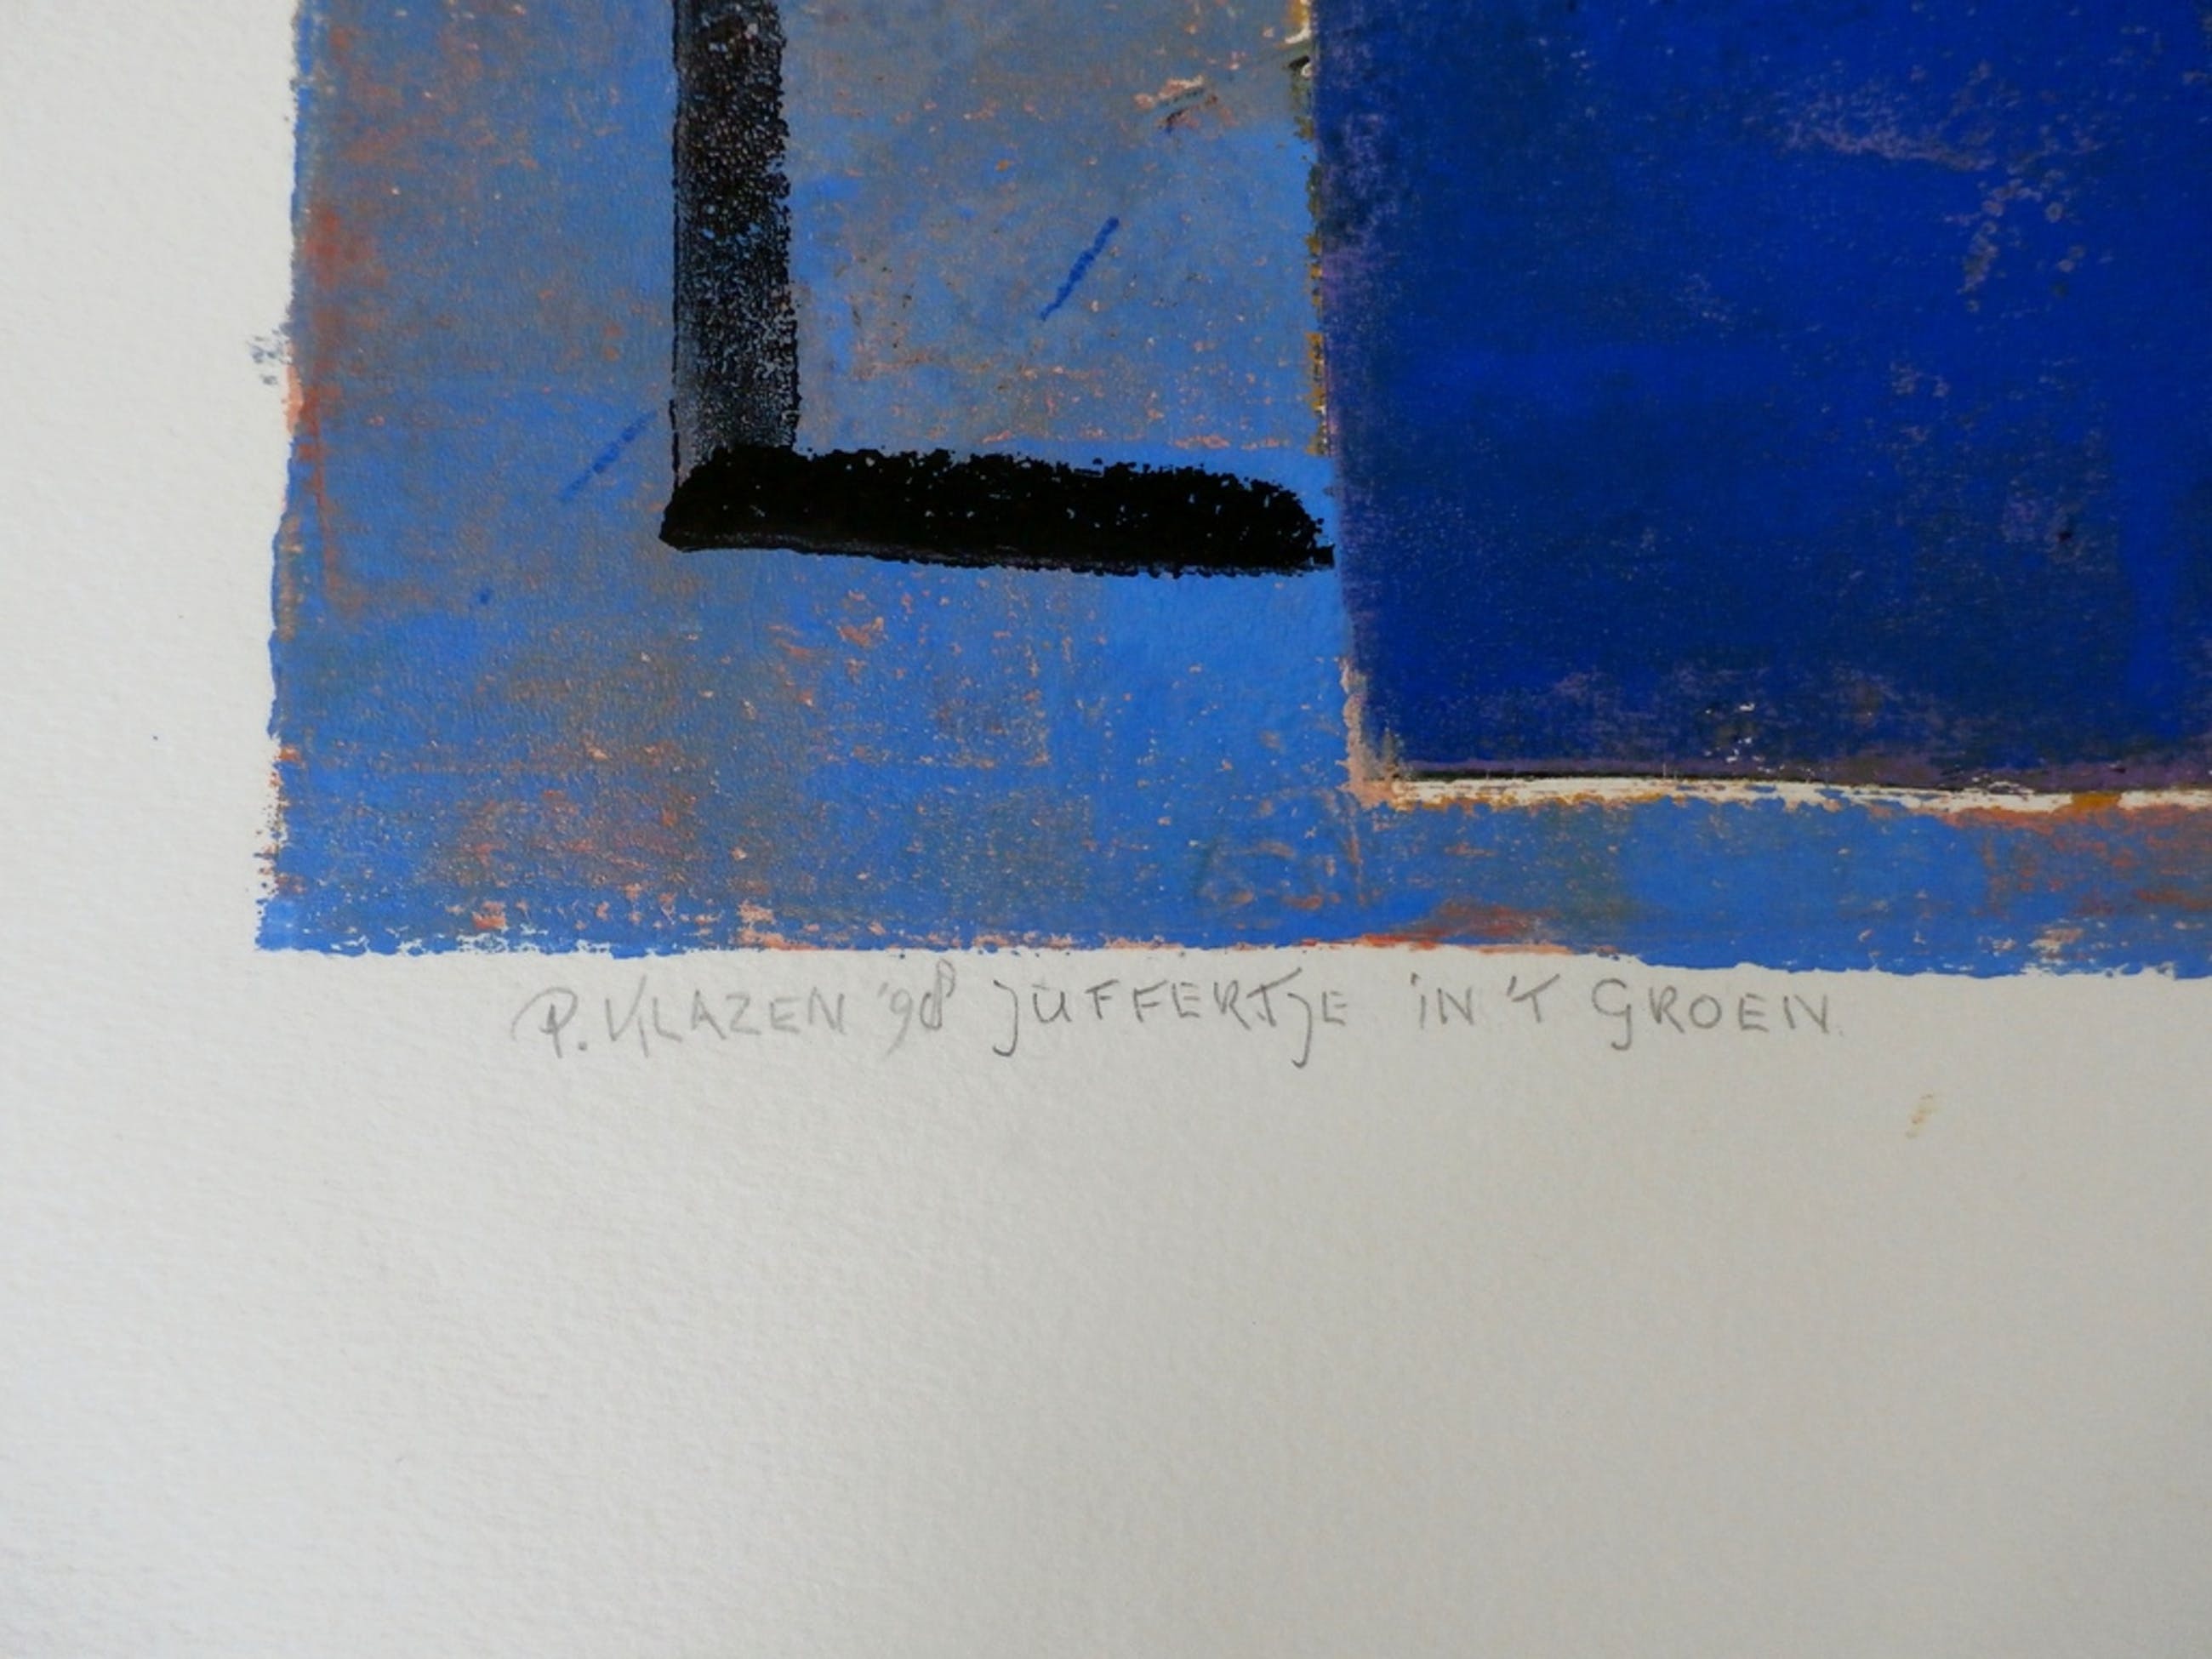 P. KLAZEN '98 JUFFERTJE IN 'T GROEN